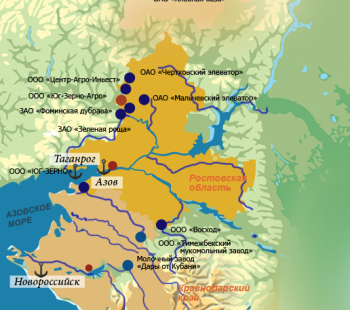 ОАО «Чертковский элеватор»
ООО «Центр-Агро-Инвест»
ООО «Юг-Зерно-Агро»
ОАО «Мальчевский элеватор»
ЗАО «Фоминская дубрава»
ЗАО «Зеленая роща»
Таганрог
ООО «ЮГ-ЗЕРНО»
Азов
Ростовская
область
АЗОВСКОЕ
МОРЕ
ООО «Восход»
ООО «Тимежбекский
мукомольный завод»
Молочный завод
«Дары от Кубани»
Новороссийск
Краснодарский
край